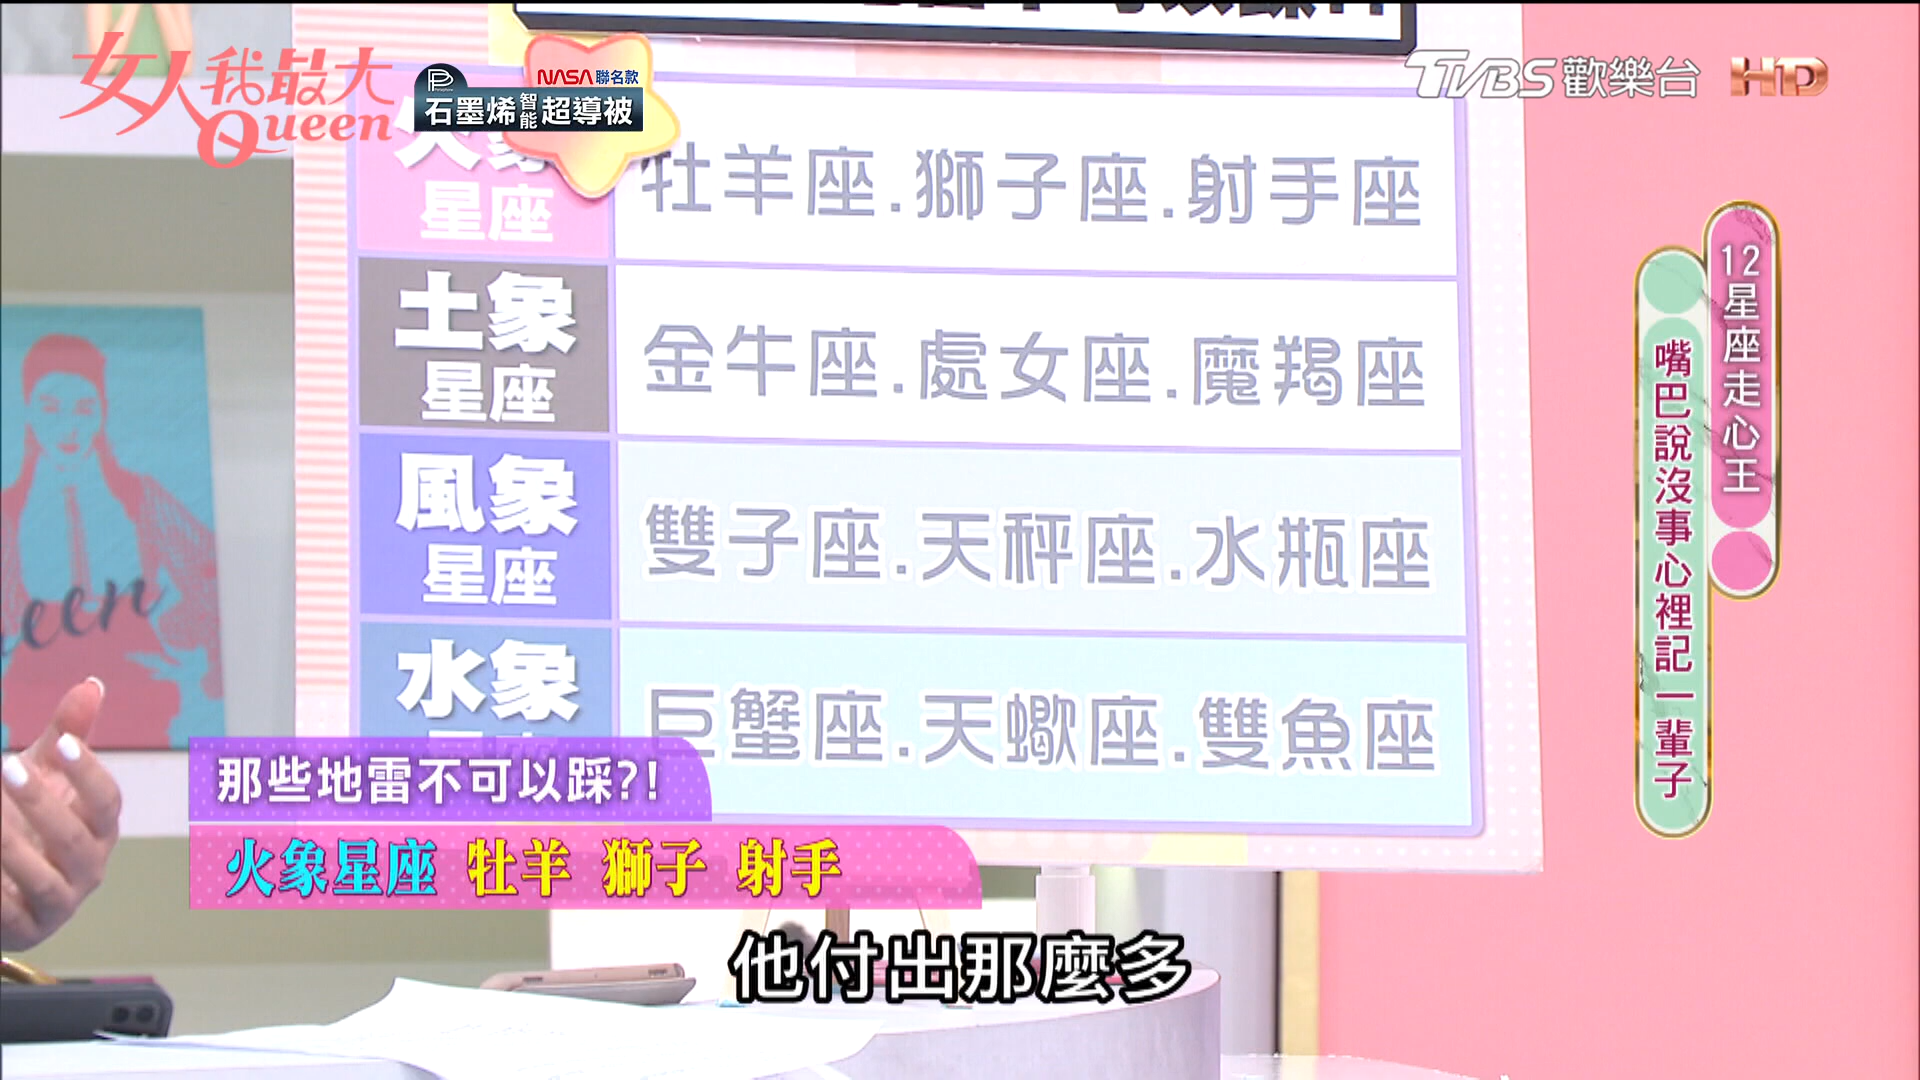 女人我最大
Queen
NASA聯名款
石墨烯智能超導被
TVBS歡樂台 HD
火象
星座
牡羊座.獅子座.射手座
土象
星座
金牛座.處女座.魔羯座
風象
星座
雙子座.天秤座.水瓶座
水象
巨蟹座.天蠍座.雙魚座
12星座走心王
嘴巴說沒事心裡記一輩子
een
那些地雷不可以踩?!
火象星座 牡羊 獅子 射手
他付出那麼多